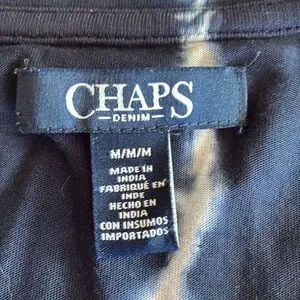 CHAPS
DENIM
M/M/M
MADE IN
INDIA
FABRIQUÉ EN
INDE
HECHO EN
INDIA
CON INSUMOS
IMPORTADOS